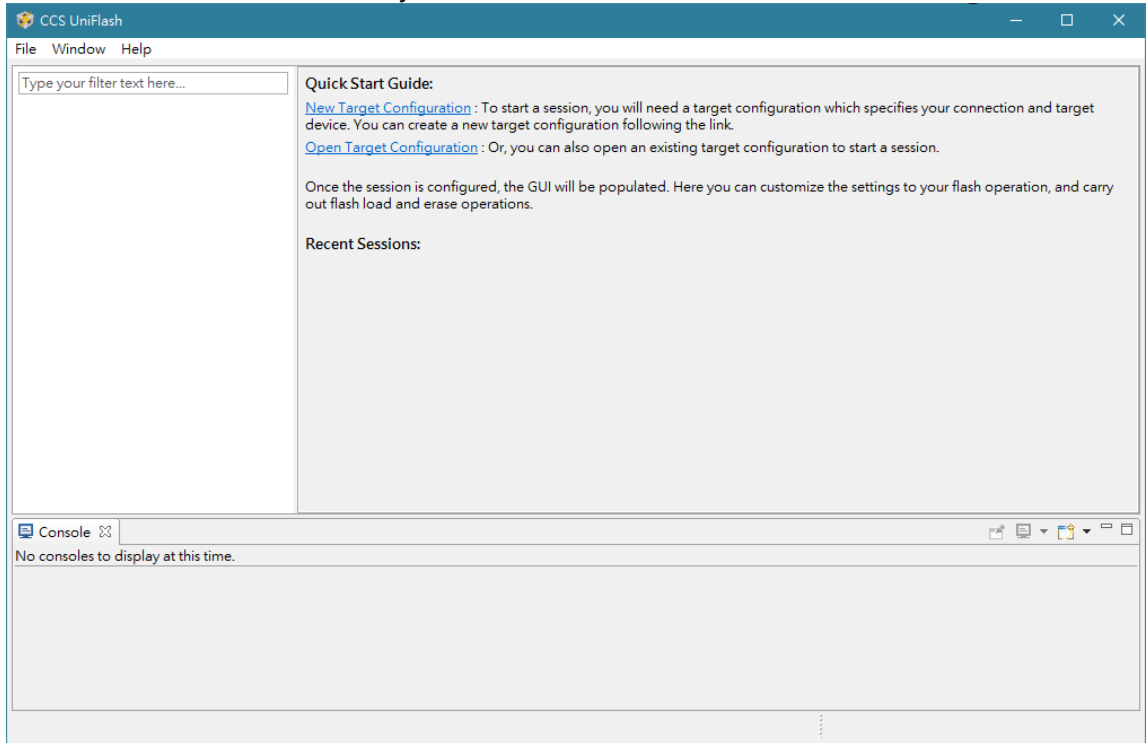 CCS UniFlash
File Window Help
Type your filter text here...
Quick Start Guide:
New Target Configuration : To start a session, you will need a target configuration which specifies your connection and target
device. You can create a new target configuration following the link.
Open Target Configuration : Or, you can also open an existing target configuration to start a session.
Once the session is configured, the GUI will be populated. Here you can customize the settings to your flash operation, and carry
out flash load and erase operations.
Recent Sessions:
Console
No consoles to display at this time.